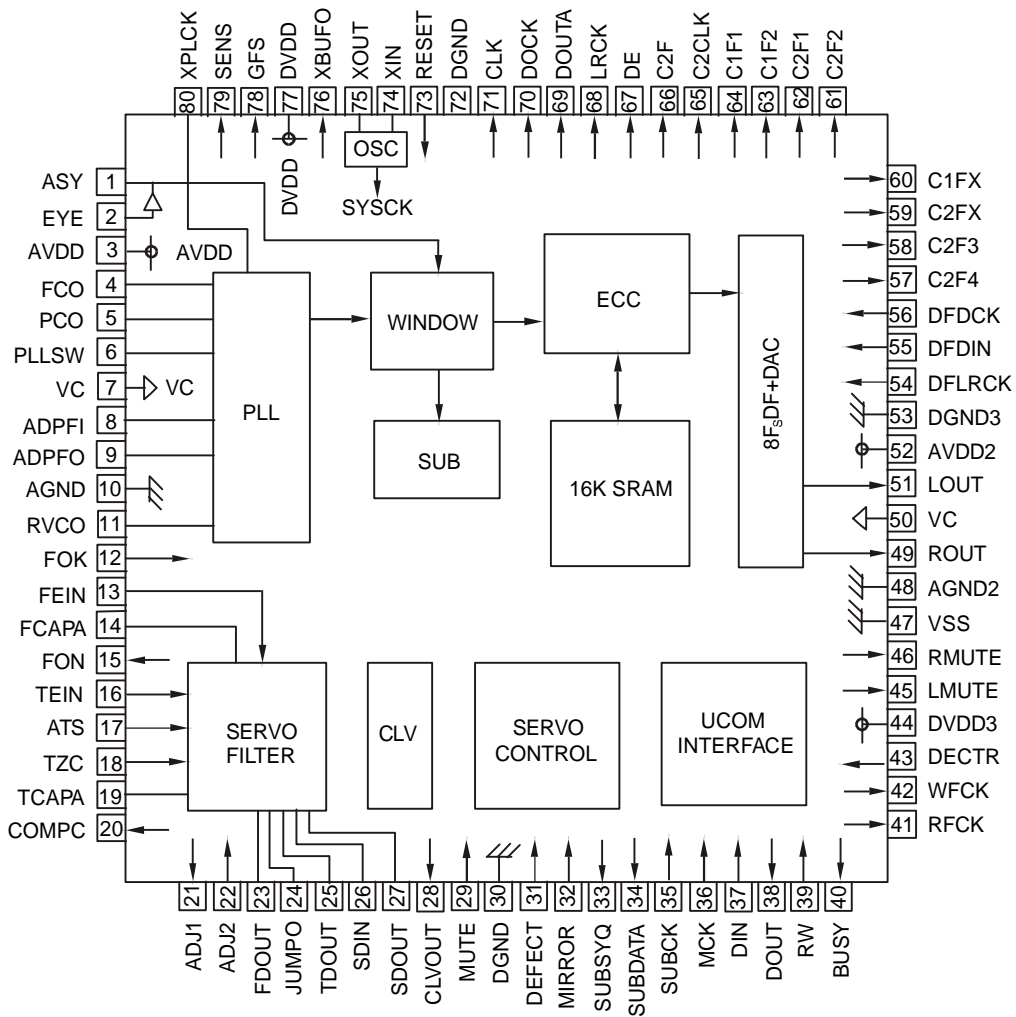 XPLCK SENS GFS DVDD XBUFO XOUT XIN RESET DGND CLK DOCK DOUTA LRCK DE C2F C2CLK C1F1 C1F2 C2F1 C2F2
80 79 78 77 76 75 74 73 72 71 70 69 68 67 66 65 64 63 62 61
DVDD
OSC
SYSCK
ASY 1
EYE 2
AVDD 3 AVDD
FCO 4
PCO 5
PLLSW 6
VC 7 VC
ADPFI 8
ADPFO 9
AGND 10
RVCO 11
FOK 12
FEIN 13
FCAPA 14
FON 15
TEIN 16
ATS 17
TZC 18
TCAPA 19
COMPC 20
PLL
WINDOW
SUB
ECC
16K SRAM
8FSDF+DAC
SERVO
FILTER
CLV
SERVO
CONTROL
UCOM
INTERFACE
60 C1FX
59 C2FX
58 C2F3
57 C2F4
56 DFDCK
55 DFDIN
54 DFLRCK
53 DGND3
52 AVDD2
51 LOUT
50 VC
49 ROUT
48 AGND2
47 VSS
46 RMUTE
45 LMUTE
44 DVDD3
43 DECTR
42 WFCK
41 RFCK
21 22 23 24 25 26 27 28 29 30 31 32 33 34 35 36 37 38 39 40
ADJ1 ADJ2 FDOUT JUMPO TDOUT SDIN SDOUT CLVOUT MUTE DGND DEFECT MIRROR SUBSYQ SUBDATA SUBCK MCK DIN DOUT RW BUSY